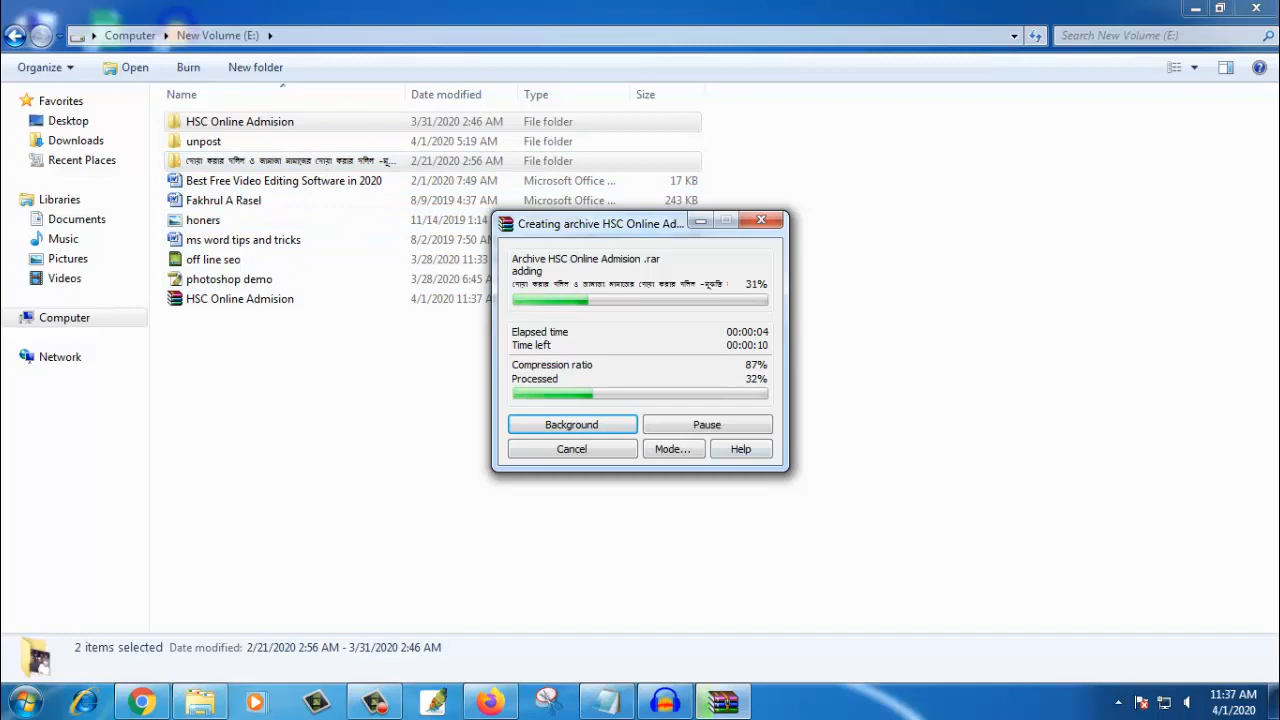 Computer
New Volume (E:)
Search New Volume (E:)
Organize
Open
Burn
New folder
Name
Date modified
Type
Size
Favorites
Desktop
Downloads
Recent Places
Libraries
Documents
Music
Pictures
Videos
Computer
Network
HSC Online Admision 3/31/2020 2:46 AM File folder
unpost 4/1/2020 5:19 AM File folder
দোয়া করার দলিল ও জানাজা নামাজের দোয়া করার দলিল 2/21/2020 2:56 AM File folder
Best Free Video Editing Software in 2020 2/1/2020 7:49 AM Microsoft Office ... 17 KB
Fakhrul A Rasel 8/9/2019 4:37 AM Microsoft Office ... 243 KB
honers 11/14/2019 1:14
ms word tips and tricks 8/2/2019 7:50
off line seo 3/28/2020 11:33
photoshop demo 3/28/2020 6:45
HSC Online Admision 4/1/2020 11:37
Creating archive HSC Online Ad...
Archive HSC Online Admision .rar
adding
দোয়া করার দলিল ও জানাজা নামাজের দোয়া করার দলিল 31%
Elapsed time 00:00:04
Time left 00:00:10
Compression ratio 87%
Processed 32%
Background
Pause
Cancel
Mode...
Help
2 items selected Date modified: 2/21/2020 2:56 AM - 3/31/2020 2:46 AM
11:37 AM
4/1/2020